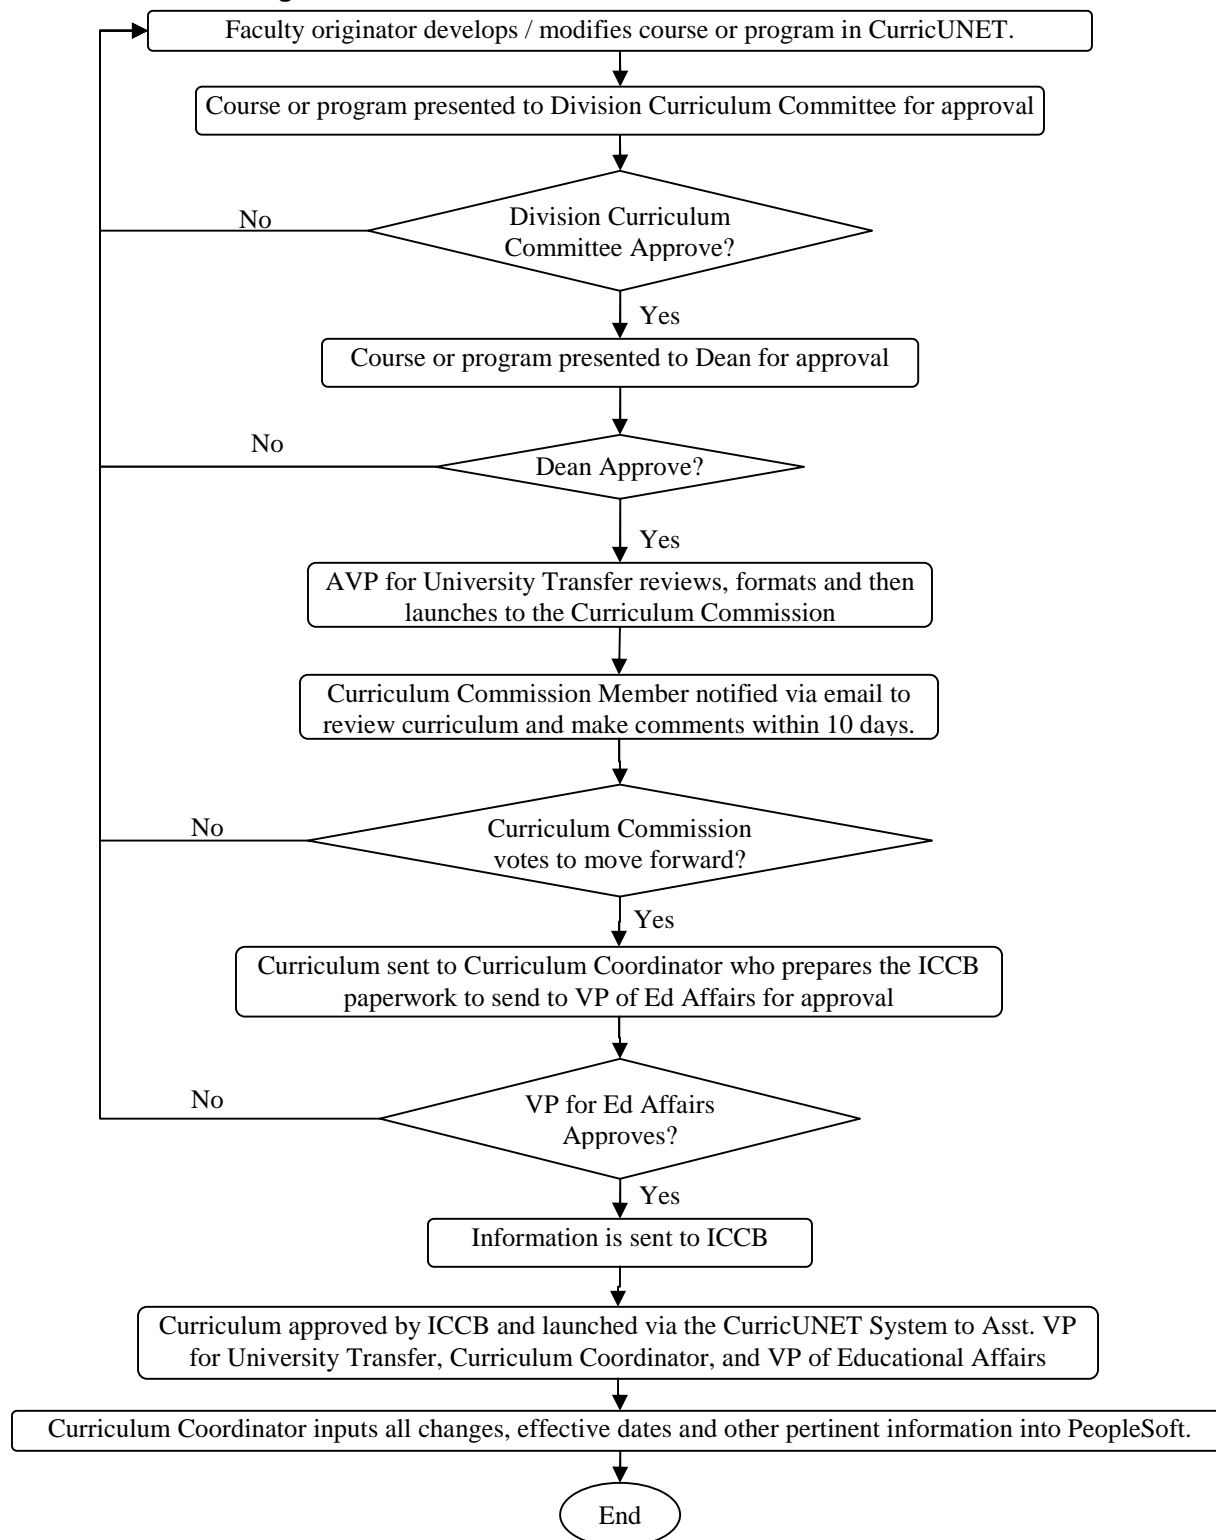 Faculty originator develops / modifies course or program in CurricUNET.
Course or program presented to Division Curriculum Committee for approval
No
Division Curriculum
Committee Approve?
Yes
Course or program presented to Dean for approval
No
Dean Approve?
Yes
AVP for University Transfer reviews, formats and then
launches to the Curriculum Commission
Curriculum Commission Member notified via email to
review curriculum and make comments within 10 days.
No
Curriculum Commission
votes to move forward?
Yes
Curriculum sent to Curriculum Coordinator who prepares the ICCB
paperwork to send to VP of Ed Affairs for approval
No
VP for Ed Affairs
Approves?
Yes
Information is sent to ICCB
Curriculum approved by ICCB and launched via the CurricUNET System to Asst. VP
for University Transfer, Curriculum Coordinator, and VP of Educational Affairs
Curriculum Coordinator inputs all changes, effective dates and other pertinent information into PeopleSoft.
End